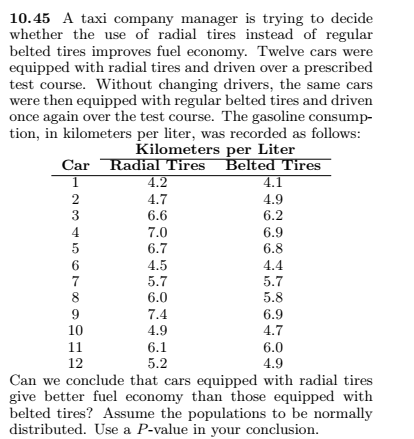 10.45 A taxi company manager is trying to decide
whether the use of radial tires instead of regular
belted tires improves fuel economy. Twelve cars were
equipped with radial tires and driven over a prescribed
test course. Without changing drivers, the same cars
were then equipped with regular belted tires and driven
once again over the test course. The gasoline consump-
tion, in kilometers per liter, was recorded as follows:
Kilometers per Liter
Car Radial Tires Belted Tires
1 4.2 4.1
2 4.7 4.9
3 6.6 6.2
4 7.0 6.9
5 6.7 6.8
6 4.5 4.4
7 5.7 5.7
8 6.0 5.8
9 7.4 6.9
10 4.9 4.7
11 6.1 6.0
12 5.2 4.9
Can we conclude that cars equipped with radial tires
give better fuel economy than those equipped with
belted tires? Assume the populations to be normally
distributed. Use a P-value in your conclusion.